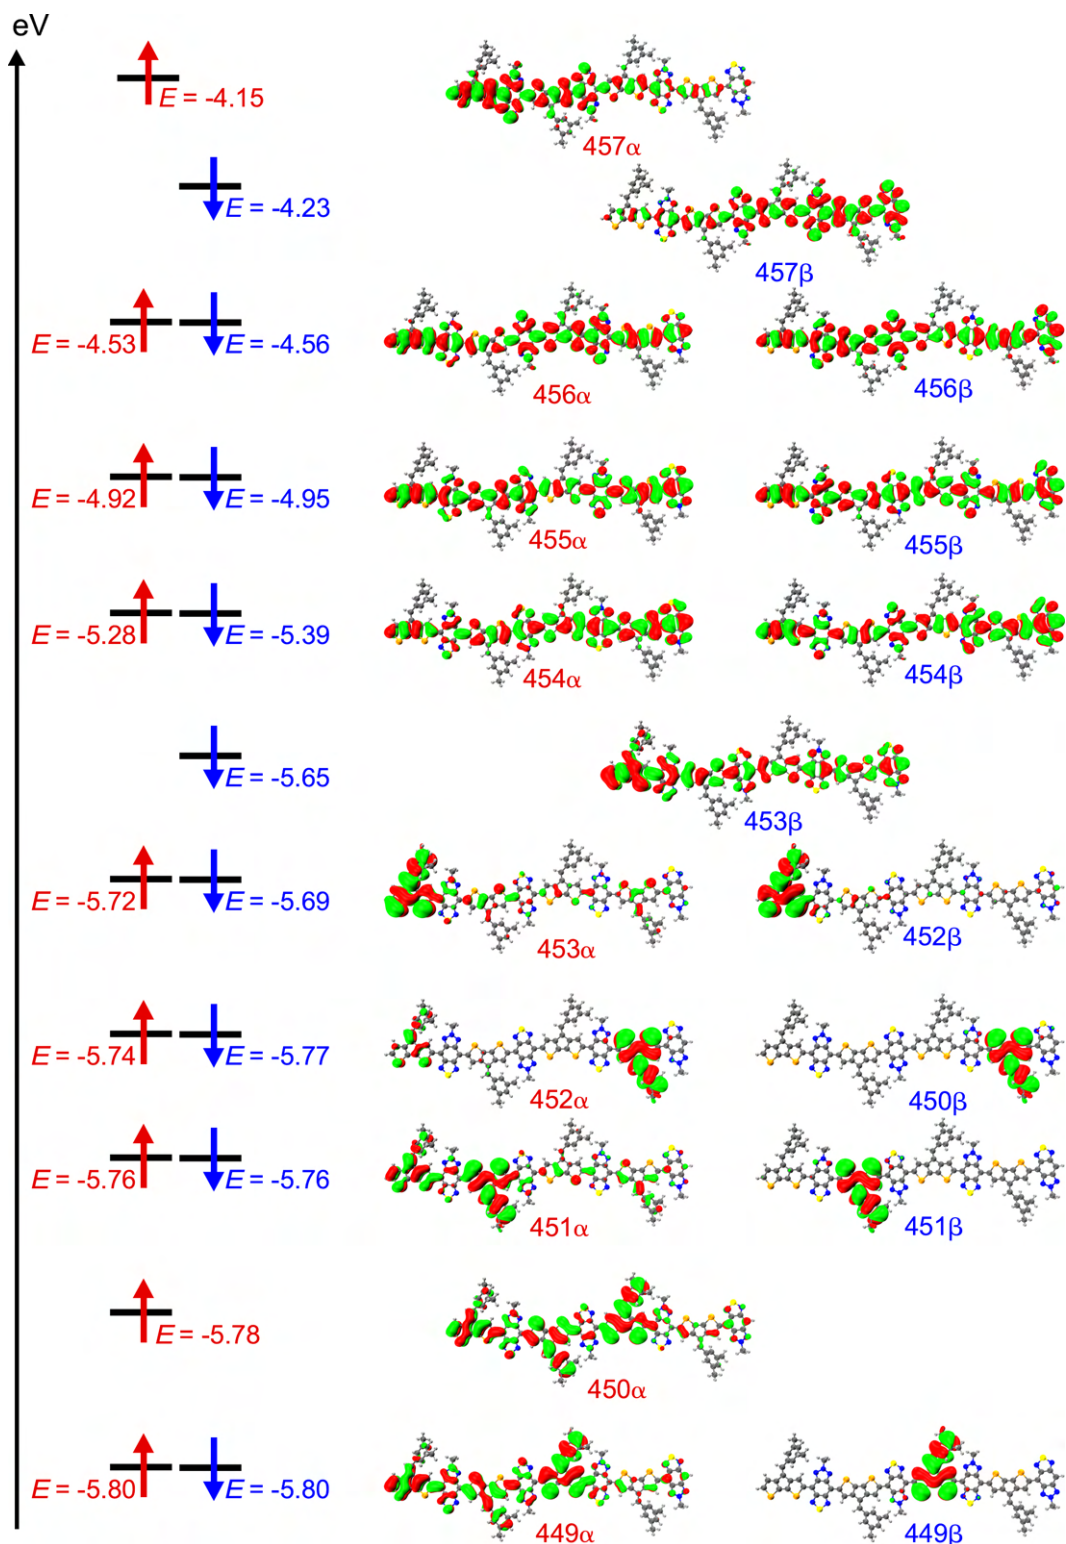 eV
E = -4.15
457α
E = -4.23
457β
E = -4.53
E = -4.56
456α
456β
E = -4.92
E = -4.95
455α
455β
E = -5.28
E = -5.39
454α
454β
E = -5.65
453β
E = -5.72
E = -5.69
453α
452β
E = -5.74
E = -5.77
452α
450β
E = -5.76
E = -5.76
451α
451β
E = -5.78
450α
E = -5.80
E = -5.80
449α
449β